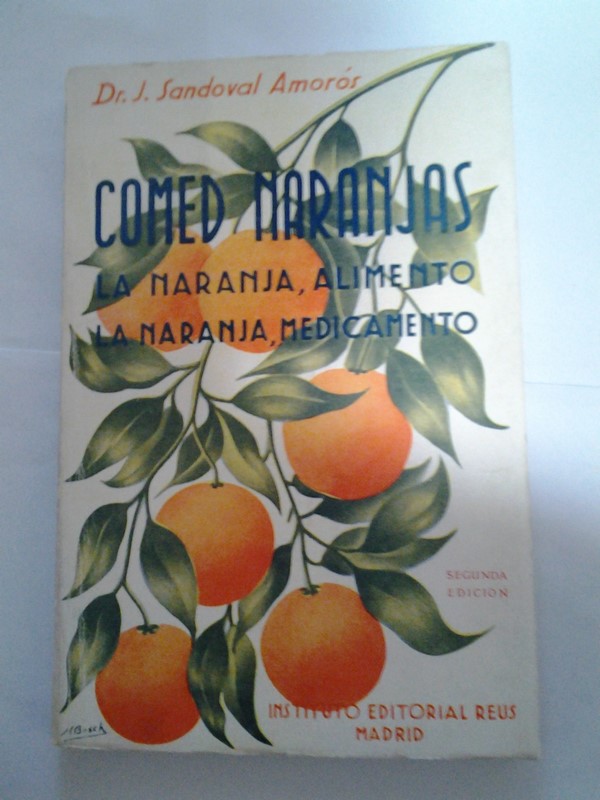 Dr. J. Sandoval Amorós
COMED NARANJAS
LA NARANJA, ALIMENTO
LA NARANJA, MEDICAMENTO
SEGUNDA
EDICIÓN
INSTITUTO EDITORIAL REUS
MADRID